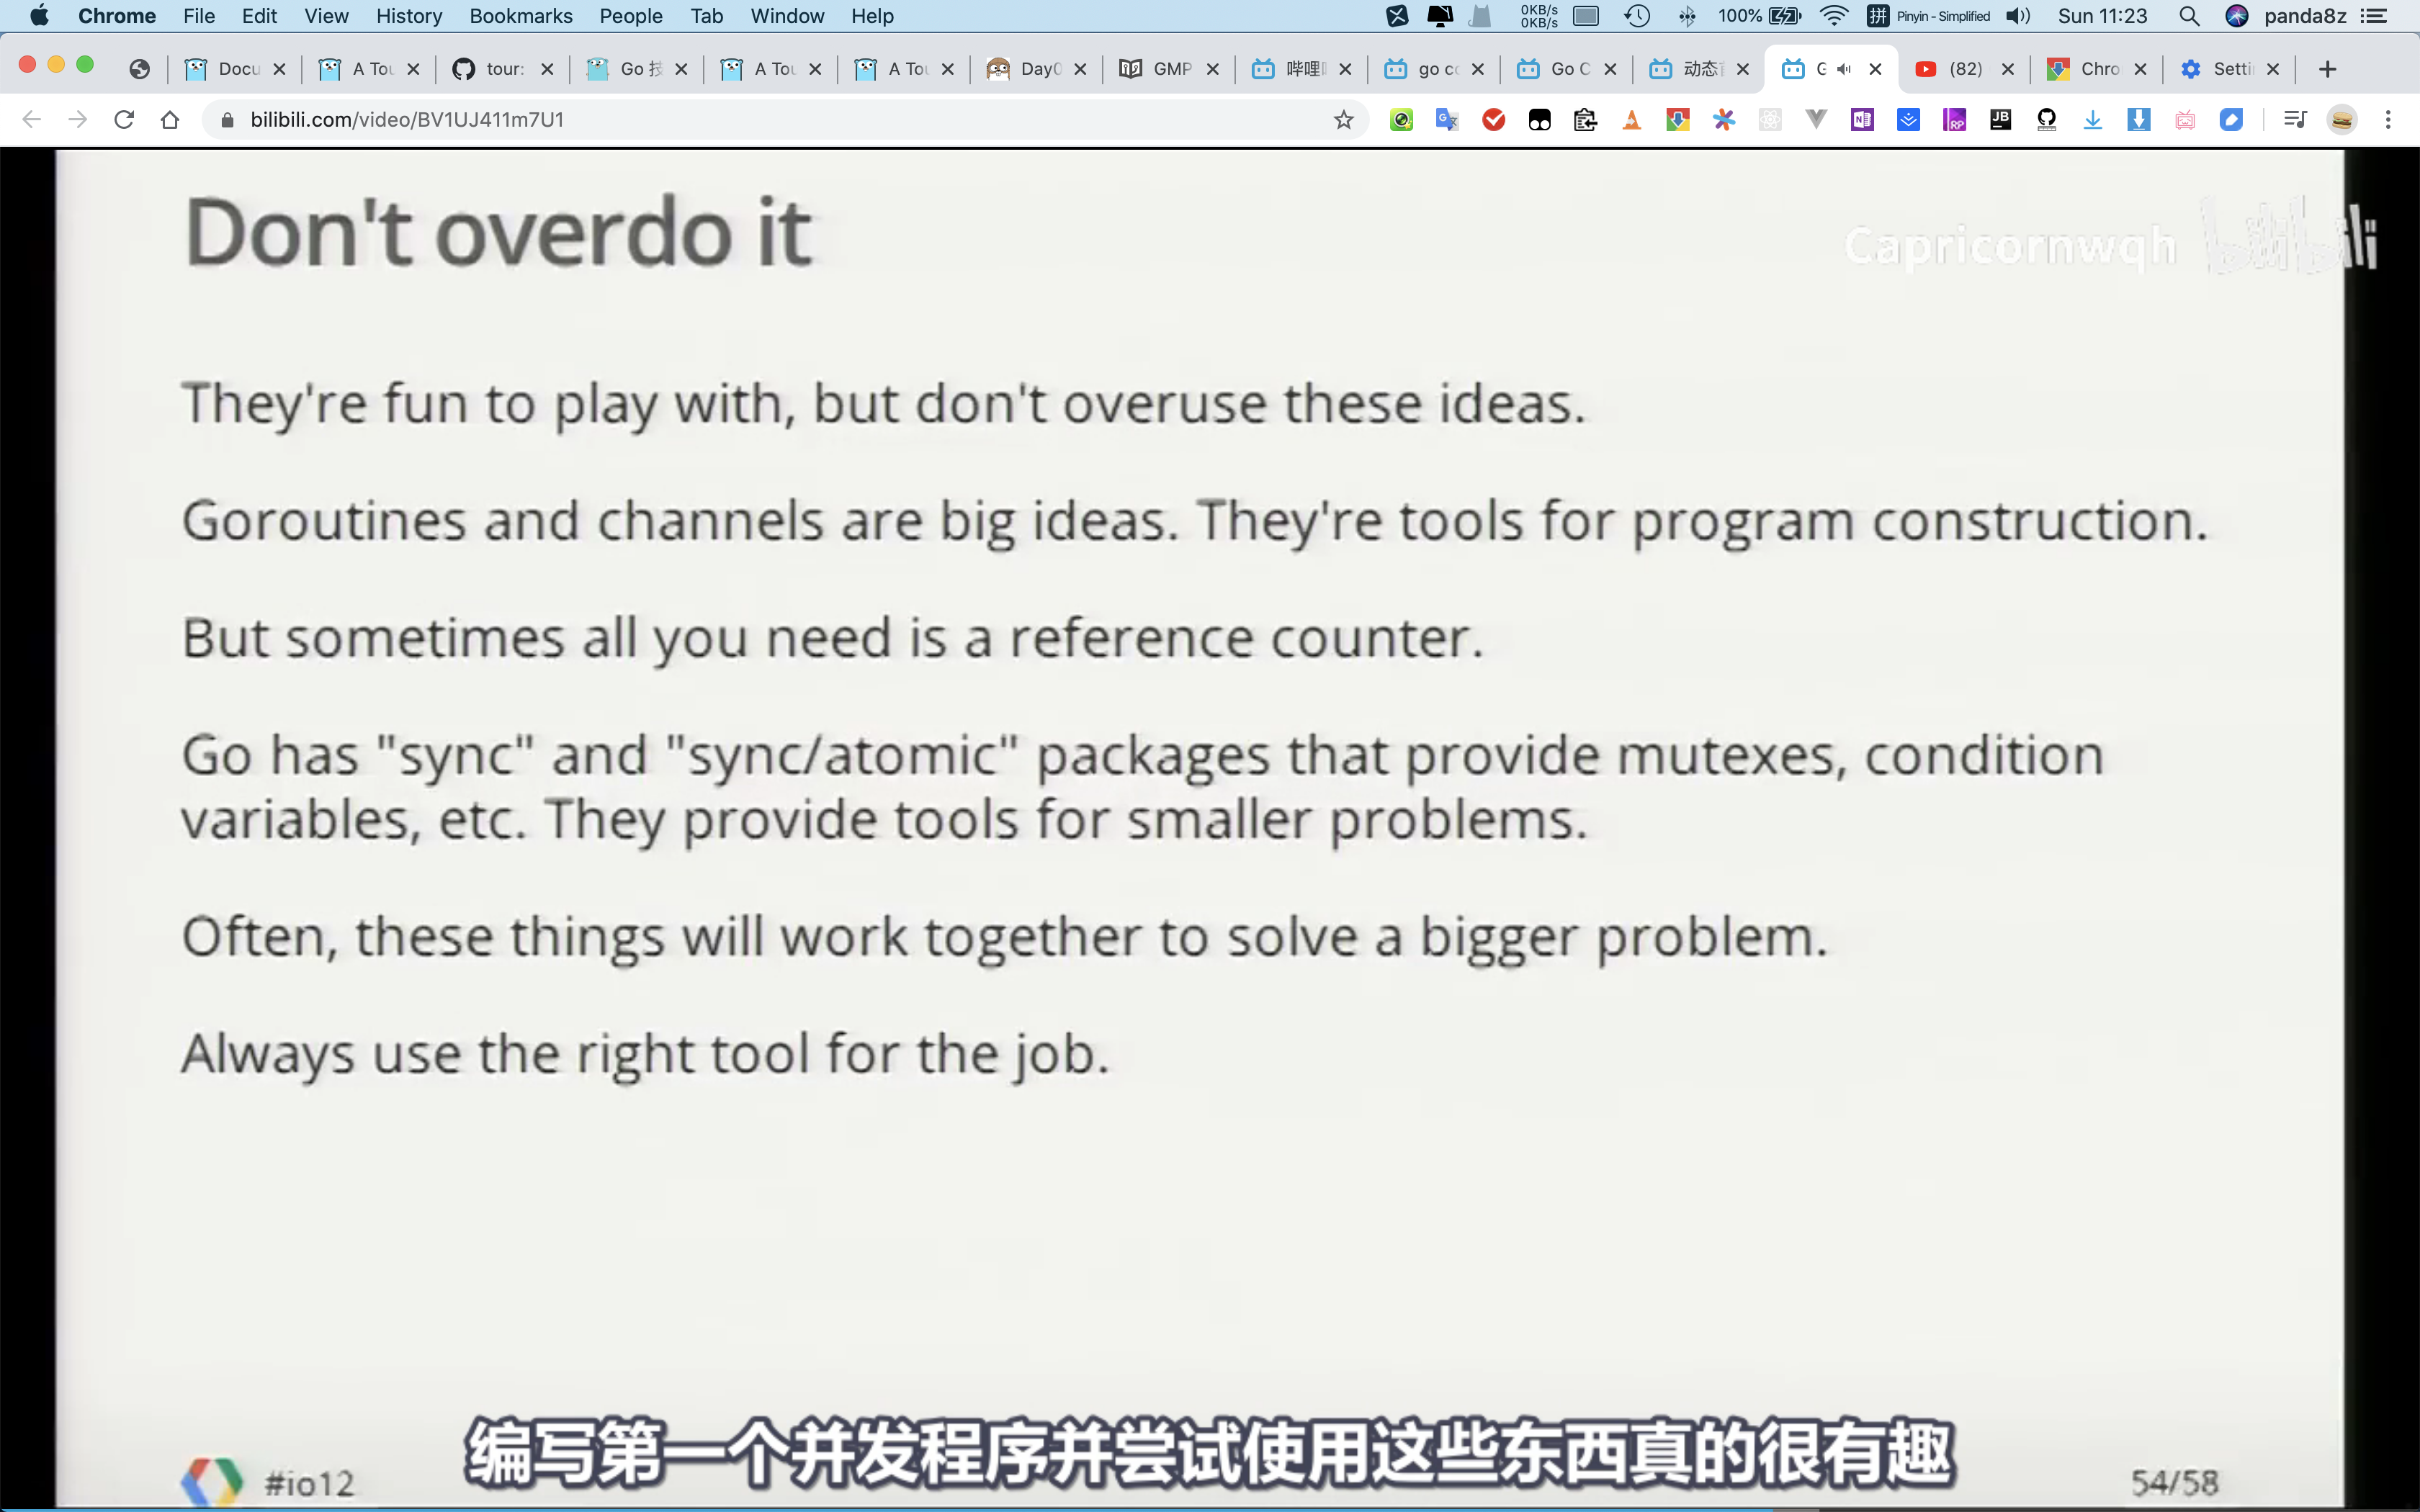 Chrome File Edit View History Bookmarks People Tab Window Help 0KB/s 100% 拼 Pinyin - Simplified Sun 11:23 panda8z
0KB/s
Docu A Tou tour: Go 技 A Tou A Tou Day0 GMP 哔哩 go co Go C 动态 G (82) Chro Setti
bilibili.com/video/BV1UJ411m7U1 N RP JB
Don't overdo it
Capricornwqh bilibili
They're fun to play with, but don't overuse these ideas.
Goroutines and channels are big ideas. They're tools for program construction.
But sometimes all you need is a reference counter.
Go has "sync" and "sync/atomic" packages that provide mutexes, condition
variables, etc. They provide tools for smaller problems.
Often, these things will work together to solve a bigger problem.
Always use the right tool for the job.
编写第一个并发程序并尝试使用这些东西真的很有趣
#io12 54/58